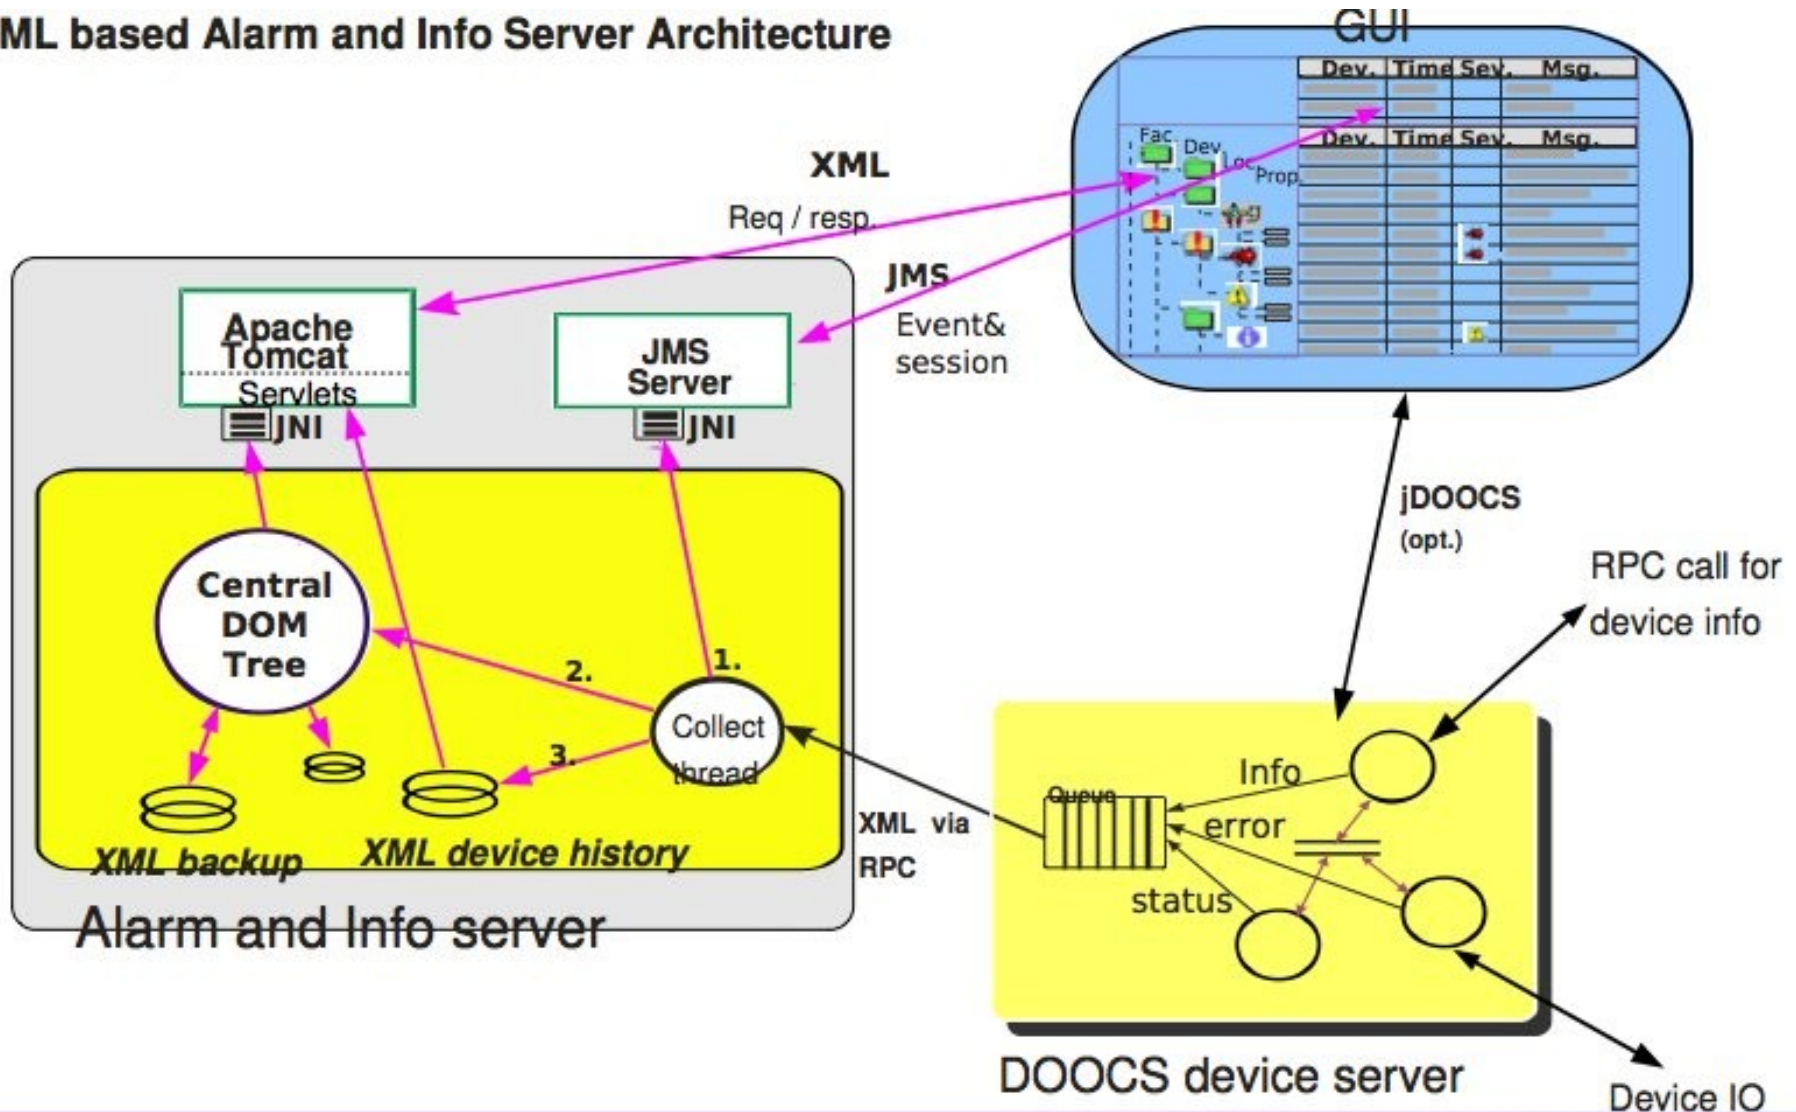 ML based Alarm and Info Server Architecture
GUI
Dev. Time Sev. Msg.
Dev. Time Sev. Msg.
Fac.
Dev.
Loc.
Prop.
XML
Req / resp.
JMS
Event&
session
Apache
Tomcat
Servlets
JNI
JMS
Server
JNI
Central
DOM
Tree
1.
2.
3.
Collect
thread
XML backup
XML device history
Alarm and Info server
XML via
RPC
jDOOCS
(opt.)
RPC call for
device info
Queue
Info
error
status
DOOCS device server
Device IO